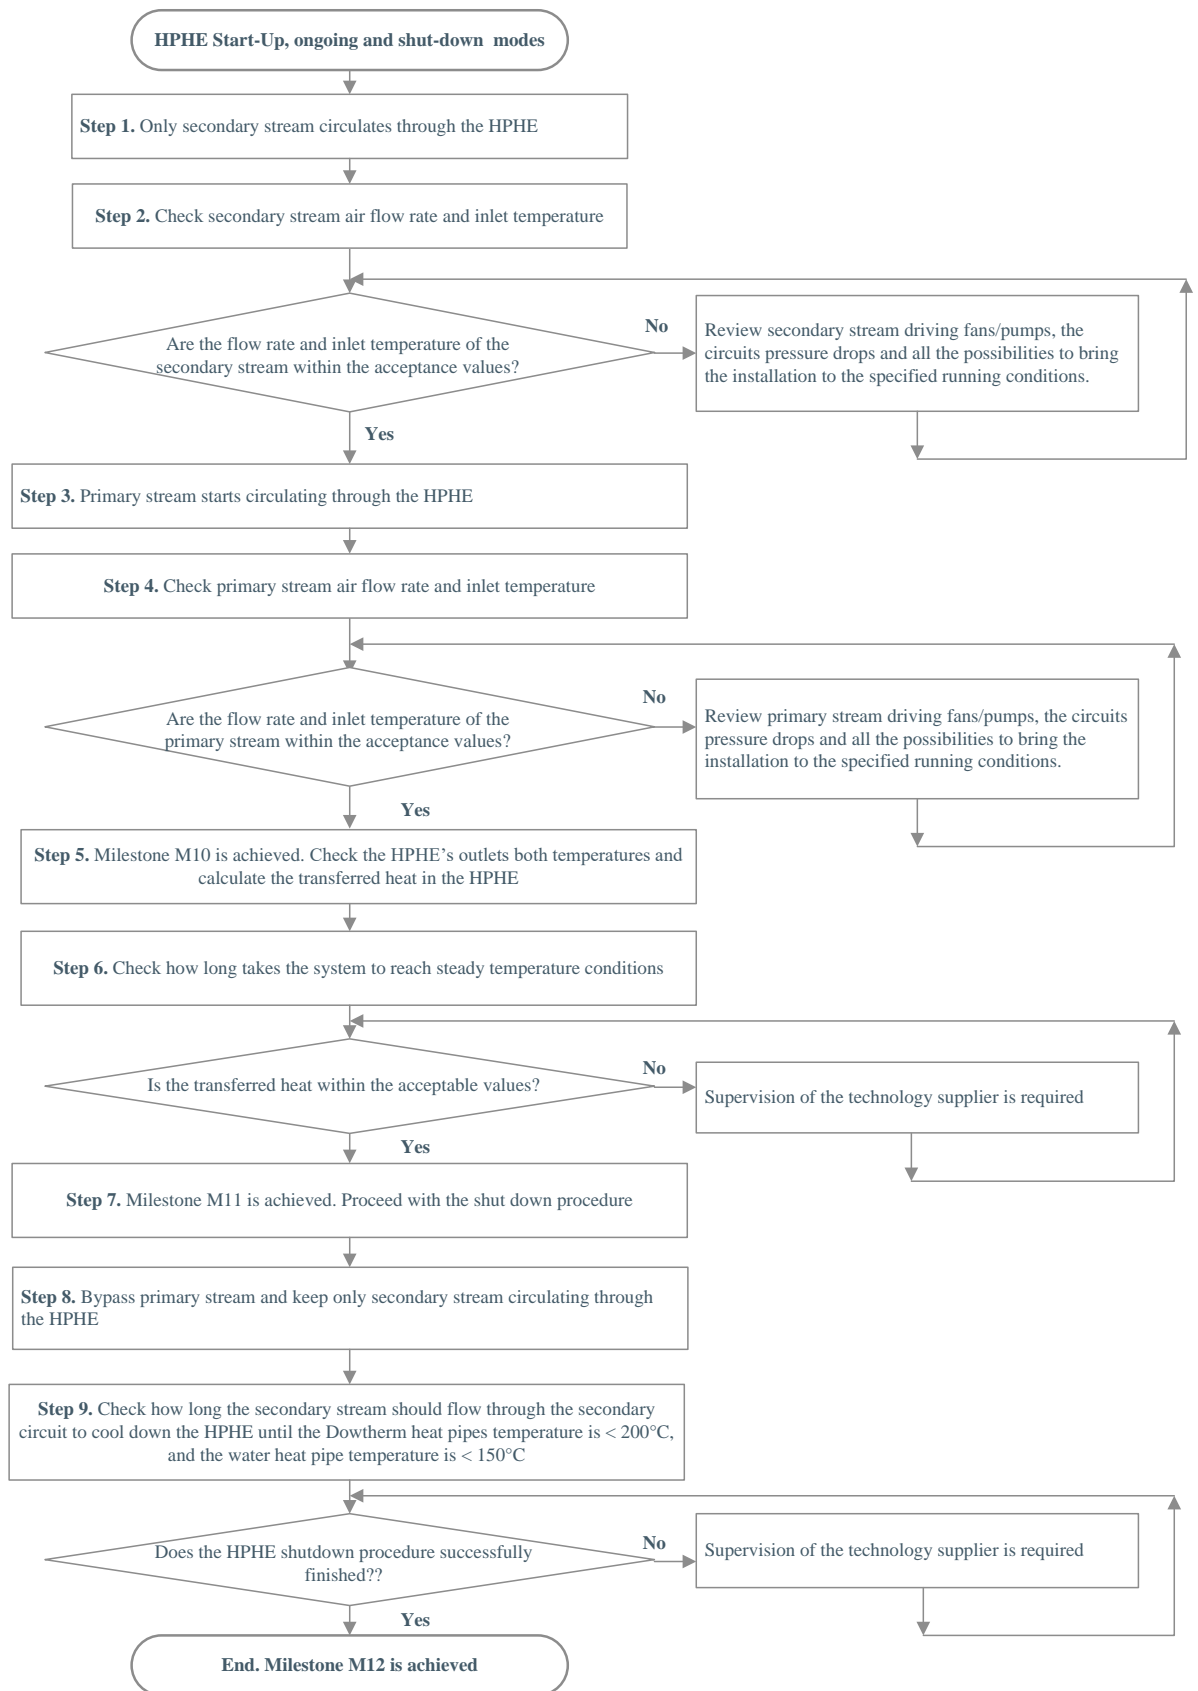 HPHE Start-Up, ongoing and shut-down modes
Step 1. Only secondary stream circulates through the HPHE
Step 2. Check secondary stream air flow rate and inlet temperature
Are the flow rate and inlet temperature of the
secondary stream within the acceptance values?
No
Review secondary stream driving fans/pumps, the
circuits pressure drops and all the possibilities to bring
the installation to the specified running conditions.
Yes
Step 3. Primary stream starts circulating through the HPHE
Step 4. Check primary stream air flow rate and inlet temperature
Are the flow rate and inlet temperature of the
primary stream within the acceptance values?
No
Review primary stream driving fans/pumps, the circuits
pressure drops and all the possibilities to bring the
installation to the specified running conditions.
Yes
Step 5. Milestone M10 is achieved. Check the HPHE’s outlets both temperatures and
calculate the transferred heat in the HPHE
Step 6. Check how long takes the system to reach steady temperature conditions
Is the transferred heat within the acceptable values?
No
Supervision of the technology supplier is required
Yes
Step 7. Milestone M11 is achieved. Proceed with the shut down procedure
Step 8. Bypass primary stream and keep only secondary stream circulating through
the HPHE
Step 9. Check how long the secondary stream should flow through the secondary
circuit to cool down the HPHE until the Dowtherm heat pipes temperature is < 200°C,
and the water heat pipe temperature is < 150°C
Does the HPHE shutdown procedure successfully
finished??
No
Supervision of the technology supplier is required
Yes
End. Milestone M12 is achieved